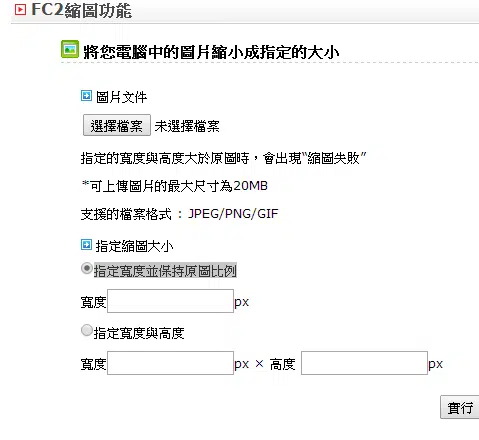 FC2縮圖功能
將您電腦中的圖片縮小成指定的大小
圖片文件
選擇檔案 未選擇檔案
指定的寬度與高度大於原圖時，會出現“縮圖失敗”
*可上傳圖片的最大尺寸為20MB
支援的檔案格式：JPEG/PNG/GIF
指定縮圖大小
指定寬度並保持原圖比例
寬度 px
指定寬度與高度
寬度 px × 高度 px
實行